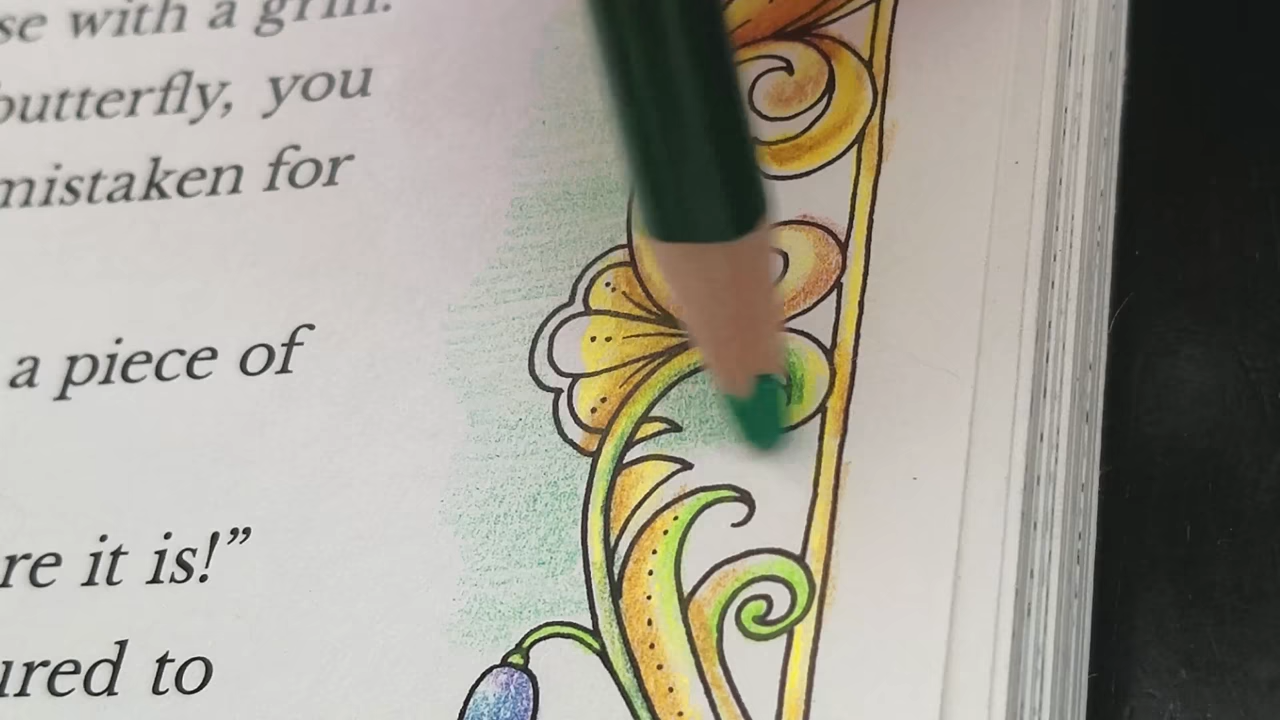 se with a grin.
butterfly, you
mistaken for
a piece of
re it is!”
ured to